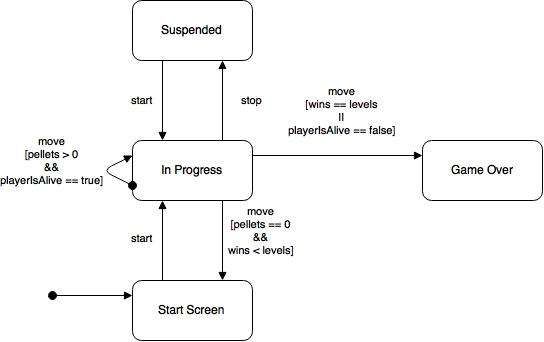 Suspended
start
stop
move
[wins == levels
II
playerIsAlive == false]
move
[pellets > 0
&&
playerIsAlive == true]
In Progress
Game Over
start
move
[pellets == 0
&&
wins < levels]
Start Screen